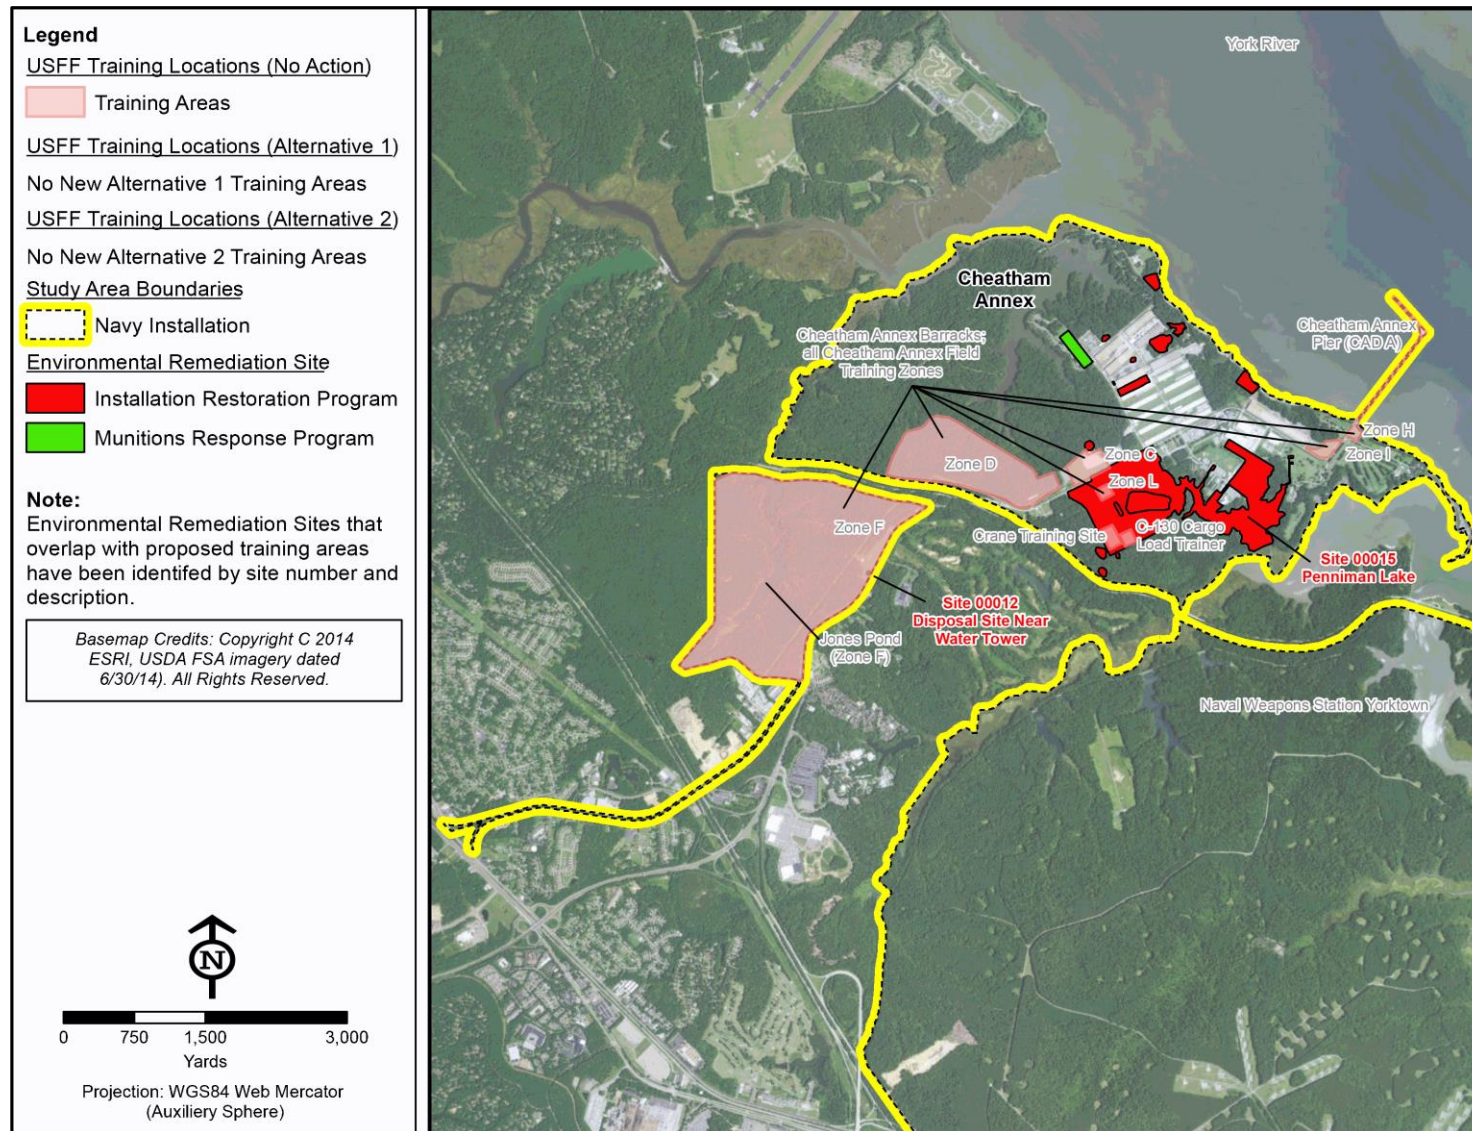 Legend
USFF Training Locations (No Action)
Training Areas
USFF Training Locations (Alternative 1)
No New Alternative 1 Training Areas
USFF Training Locations (Alternative 2)
No New Alternative 2 Training Areas
Study Area Boundaries
Navy Installation
Environmental Remediation Site
Installation Restoration Program
Munitions Response Program
Note:
Environmental Remediation Sites that
overlap with proposed training areas
have been identifed by site number and
description.
Basemap Credits: Copyright C 2014
ESRI, USDA FSA imagery dated
6/30/14). All Rights Reserved.
N
0 750 1,500 3,000
Yards
Projection: WGS84 Web Mercator
(Auxiliery Sphere)
York River
Cheatham
Annex
Cheatham Annex
Pier (CAD A)
Cheatham Annex Barracks;
all Cheatham Annex Field
Training Zones
Zone H
Zone I
Zone C
Zone D
Zone L
Zone F
Crane Training Site
C-130 Cargo
Load Trainer
Site 00015
Penniman Lake
Site 00012
Disposal Site Near
Water Tower
Jones Pond
(Zone F)
Naval Weapons Station Yorktown